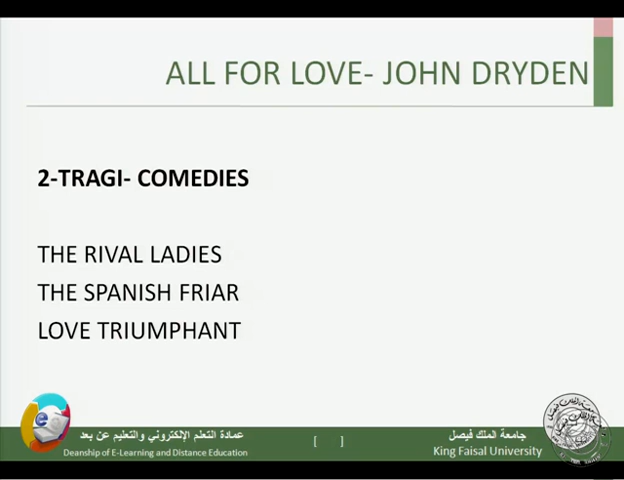 ALL FOR LOVE- JOHN DRYDEN
2-TRAGI- COMEDIES
THE RIVAL LADIES
THE SPANISH FRIAR
LOVE TRIUMPHANT
عمادة التعلم الإلكتروني والتعليم عن بعد
Deanship of E-Learning and Distance Education
[ ]
جامعة الملك فيصل
King Faisal University